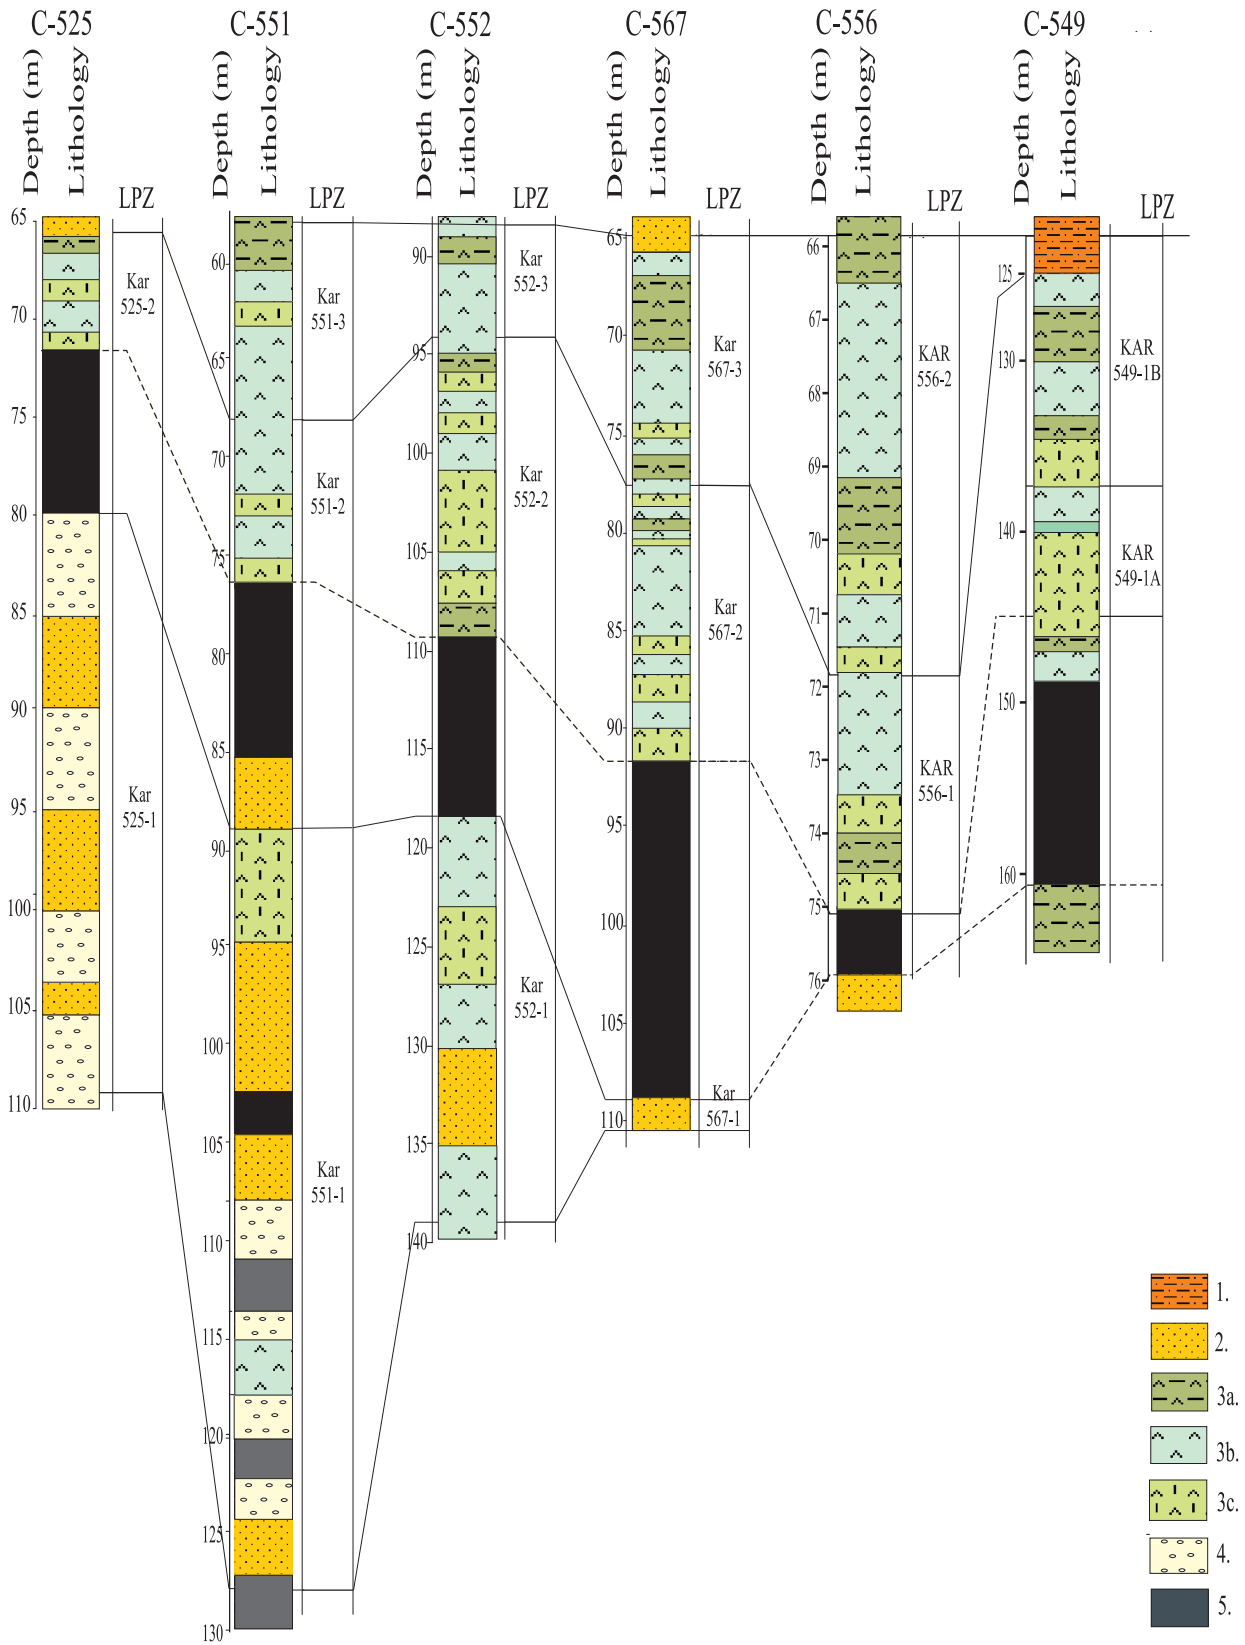 C-525
C-551
C-552
C-567
C-556
C-549
Depth (m)
Lithology
LPZ
65
70
75
80
85
90
95
100
105
110
Kar
525-2
Kar
525-1
Depth (m)
Lithology
LPZ
60
65
70
75
80
85
90
95
100
105
110
115
120
125
130
Kar
551-3
Kar
551-2
Kar
551-1
Depth (m)
Lithology
LPZ
90
95
100
105
110
115
120
125
130
135
140
Kar
552-3
Kar
552-2
Kar
552-1
Depth (m)
Lithology
LPZ
65
70
75
80
85
90
95
100
105
110
Kar
567-3
Kar
567-2
Kar
567-1
Depth (m)
Lithology
LPZ
66
67
68
69
70
71
72
73
74
75
76
KAR
556-2
KAR
556-1
Depth (m)
Lithology
LPZ
125
130
140
150
160
KAR
549-1B
KAR
549-1A
1.
2.
3a.
3b.
3c.
4.
5.